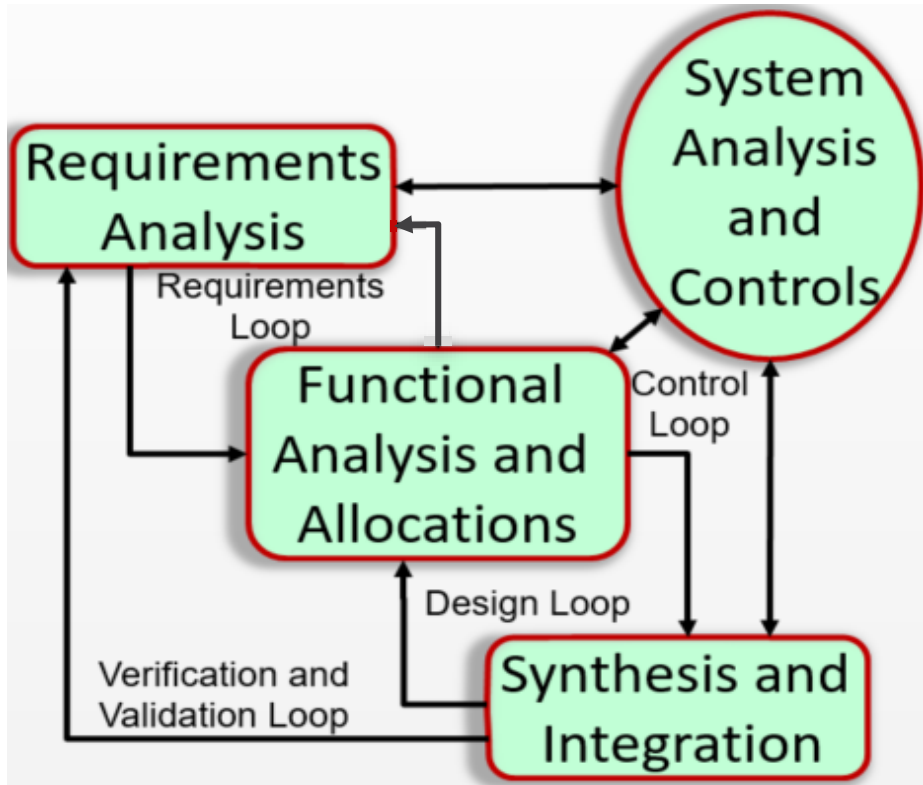 System
Analysis
and
Controls
Requirements
Analysis
Requirements
Loop
Functional
Analysis and
Allocations
Control
Loop
Design Loop
Verification and
Validation Loop
Synthesis and
Integration